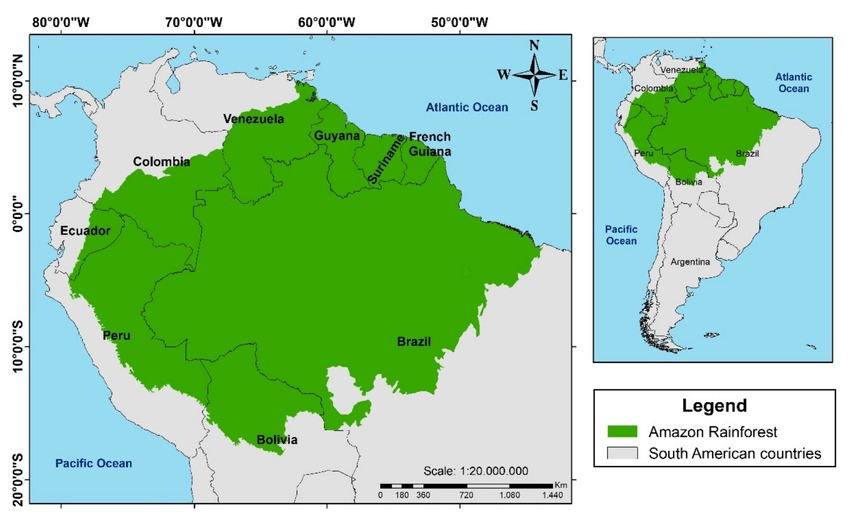 80°0'0"W 70°0'0"W 60°0'0"W 50°0'0"W
10°0'0"N
0°0'0"
10°0'0"S
20°0'0"S
N
W E
S
Atlantic Ocean
Venezuela
Guyana
Suriname
French
Guiana
Colombia
Ecuador
Peru
Brazil
Bolivia
Pacific Ocean
Scale: 1:20.000.000
Km
0 180 360 720 1.080 1.440
Venezuela
Colombia
Atlantic
Ocean
Peru
Brazil
Bolivia
Pacific
Ocean
Argentina
Legend
Amazon Rainforest
South American countries